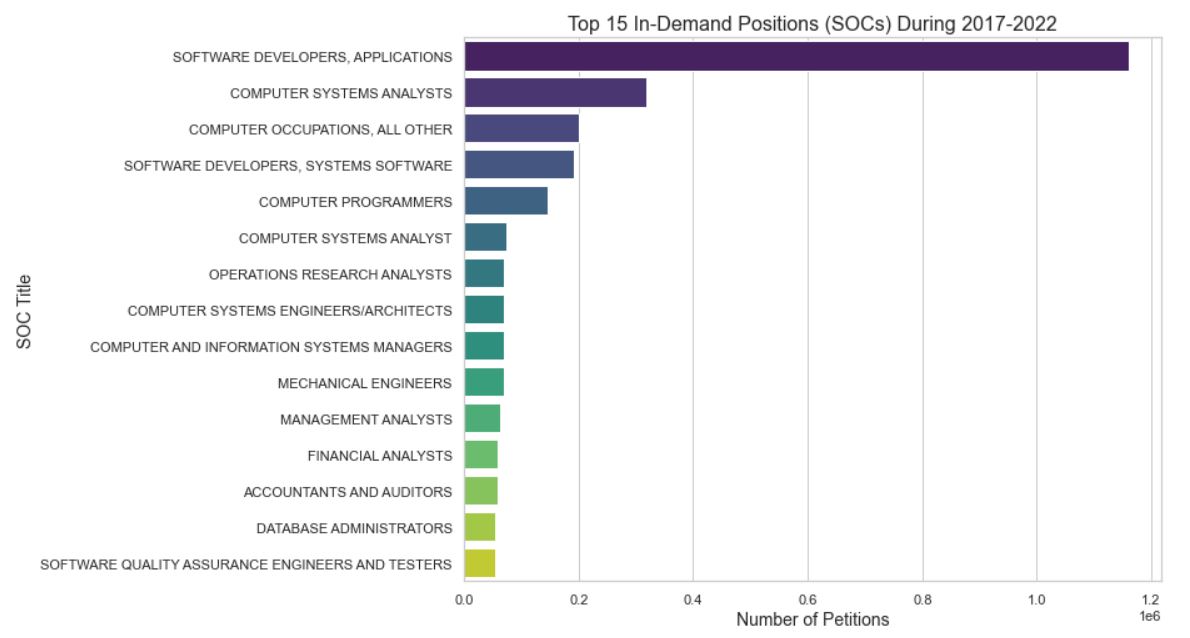 Top 15 In-Demand Positions (SOCs) During 2017-2022
SOC Title
SOFTWARE DEVELOPERS, APPLICATIONS
COMPUTER SYSTEMS ANALYSTS
COMPUTER OCCUPATIONS, ALL OTHER
SOFTWARE DEVELOPERS, SYSTEMS SOFTWARE
COMPUTER PROGRAMMERS
COMPUTER SYSTEMS ANALYST
OPERATIONS RESEARCH ANALYSTS
COMPUTER SYSTEMS ENGINEERS/ARCHITECTS
COMPUTER AND INFORMATION SYSTEMS MANAGERS
MECHANICAL ENGINEERS
MANAGEMENT ANALYSTS
FINANCIAL ANALYSTS
ACCOUNTANTS AND AUDITORS
DATABASE ADMINISTRATORS
SOFTWARE QUALITY ASSURANCE ENGINEERS AND TESTERS
0.0 0.2 0.4 0.6 0.8 1.0 1.2
1e6
Number of Petitions